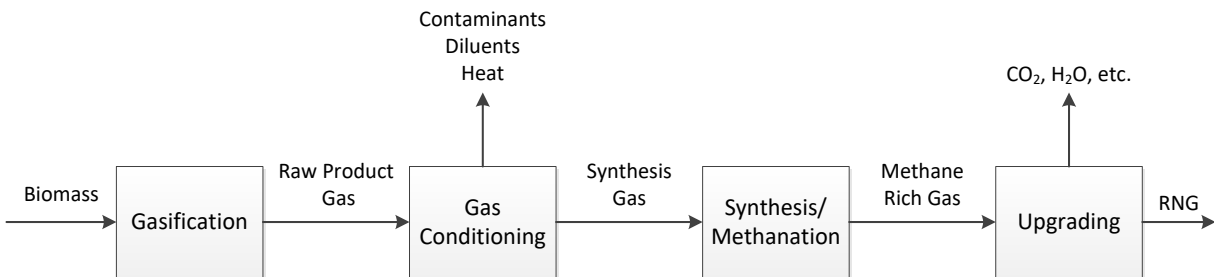 Contaminants
Diluents
Heat
CO₂, H₂O, etc.
Biomass
Gasification
Raw Product
Gas
Gas
Conditioning
Synthesis
Gas
Synthesis/
Methanation
Methane
Rich Gas
Upgrading
RNG